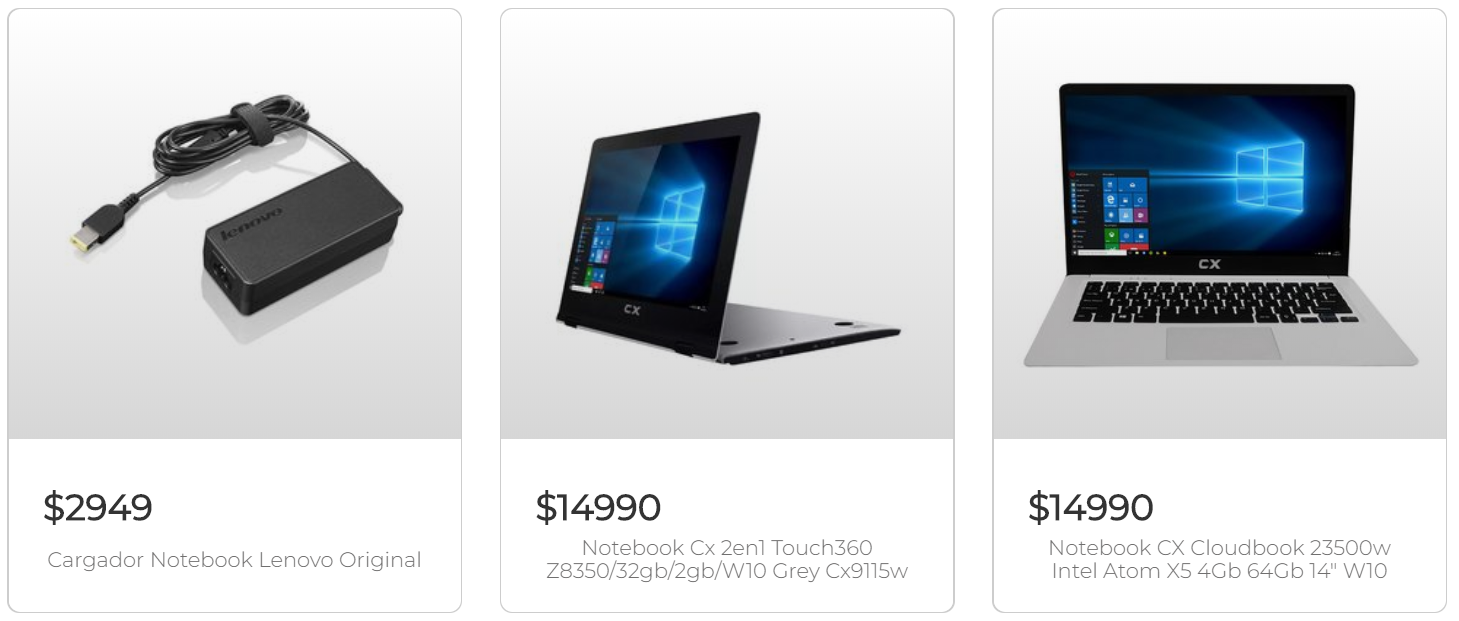 lenovo
CX
CX
$2949
Cargador Notebook Lenovo Original
$14990
Notebook Cx 2en1 Touch360
Z8350/32gb/2gb/W10 Grey Cx9115w
$14990
Notebook CX Cloudbook 23500w
Intel Atom X5 4Gb 64Gb 14" W10